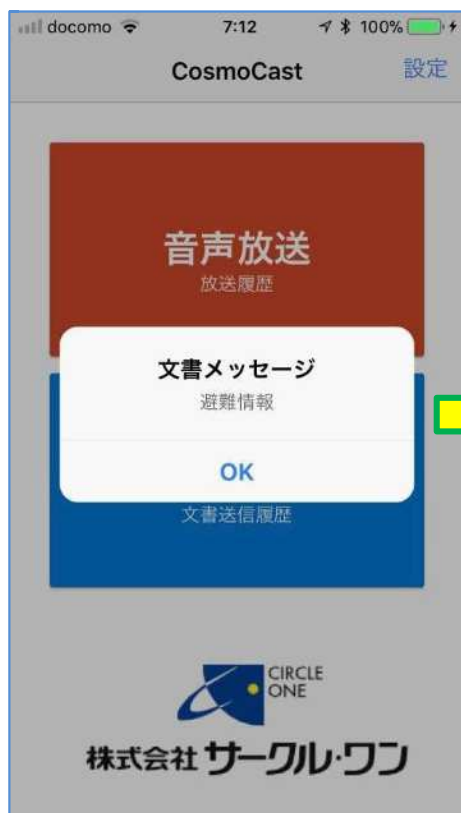 docomo 7:12 100%
CosmoCast 設定
音声放送
放送履歴
文書メッセージ
避難情報
OK
文書送信履歴
CIRCLE
ONE
株式会社 サークル・ワン